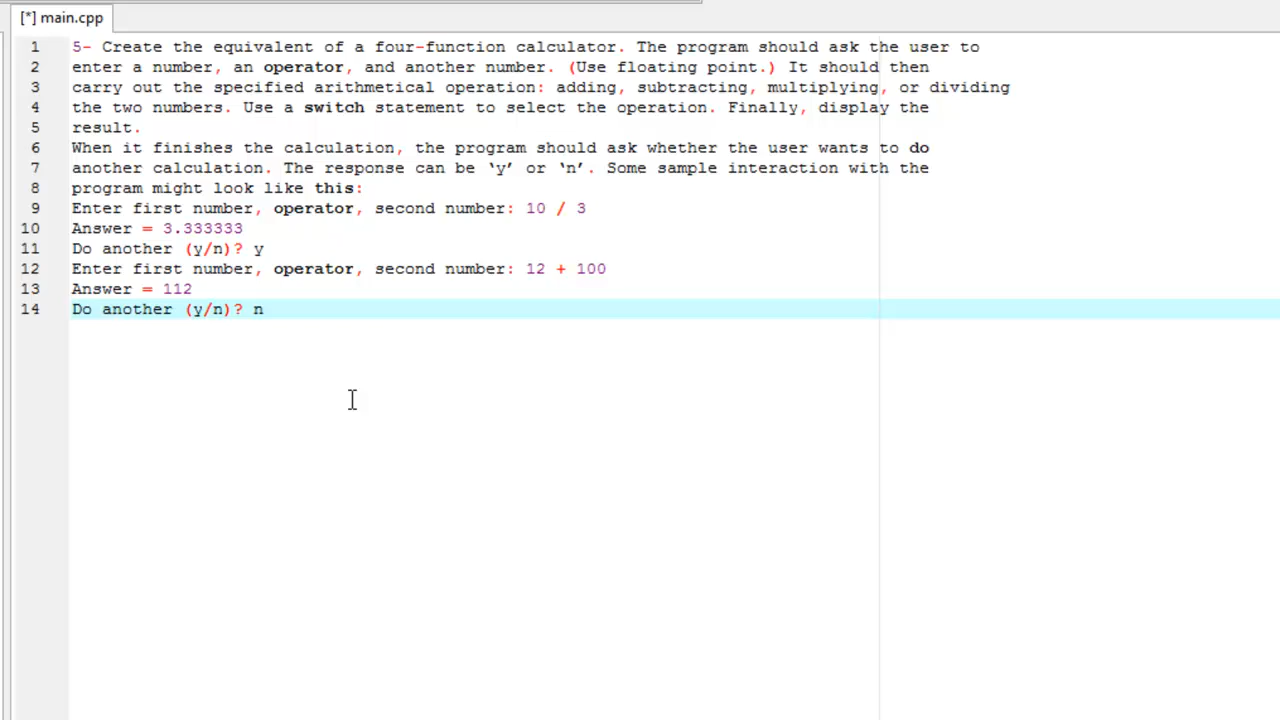 [*] main.cpp
1 5- Create the equivalent of a four-function calculator. The program should ask the user to
2 enter a number, an operator, and another number. (Use floating point.) It should then
3 carry out the specified arithmetical operation: adding, subtracting, multiplying, or dividing
4 the two numbers. Use a switch statement to select the operation. Finally, display the
5 result.
6 When it finishes the calculation, the program should ask whether the user wants to do
7 another calculation. The response can be ‘y’ or ‘n’. Some sample interaction with the
8 program might look like this:
9 Enter first number, operator, second number: 10 / 3
10 Answer = 3.333333
11 Do another (y/n)? y
12 Enter first number, operator, second number: 12 + 100
13 Answer = 112
14 Do another (y/n)? n